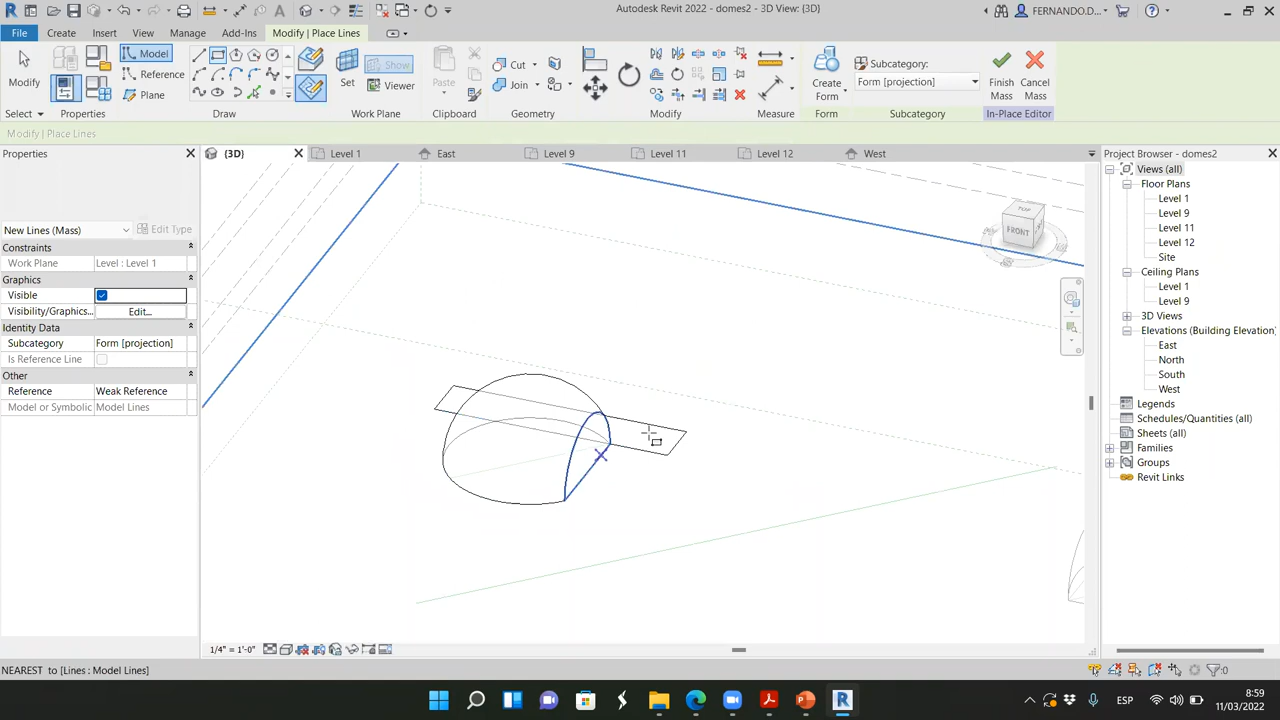 Autodesk Revit 2022 - domes2 - 3D View: {3D}
FERNANDO.D...
File
Create
Insert
View
Manage
Add-Ins
Modify | Place Lines
Modify
Model
Reference
Plane
Set
Show
Viewer
Paste
Cut
Join
Create
Form
Subcategory:
Form [projection]
Finish
Mass
Cancel
Mass
Select
Properties
Draw
Work Plane
Clipboard
Geometry
Modify
Measure
Form
Subcategory
In-Place Editor
Modify | Place Lines
Properties
{3D}
Level 1
East
Level 9
Level 11
Level 12
West
Project Browser - domes2
New Lines (Mass)
Edit Type
Constraints
Work Plane
Level : Level 1
Graphics
Visible
Visibility/Graphics...
Edit...
Identity Data
Subcategory
Form [projection]
Is Reference Line
Other
Reference
Weak Reference
Model or Symbolic
Model Lines
TOP
FRONT
Views (all)
Floor Plans
Level 1
Level 9
Level 11
Level 12
Site
Ceiling Plans
Level 1
Level 9
3D Views
Elevations (Building Elevation)
East
North
South
West
Legends
Schedules/Quantities (all)
Sheets (all)
Families
Groups
Revit Links
1/4" = 1'-0"
NEAREST to [Lines : Model Lines]
:0
ESP
8:59
11/03/2022